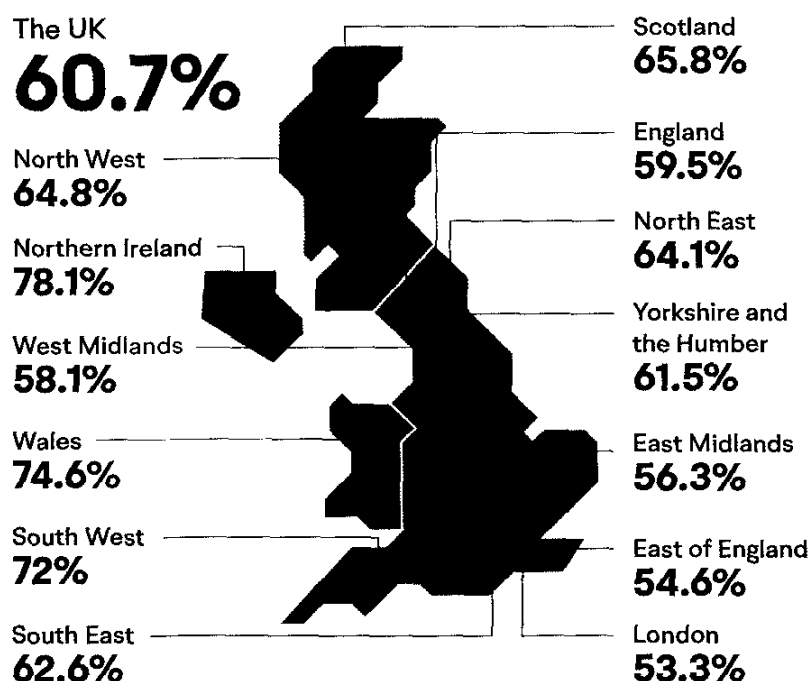 The UK
60.7%
North West
64.8%
Northern Ireland
78.1%
West Midlands
58.1%
Wales
74.6%
South West
72%
South East
62.6%
Scotland
65.8%
England
59.5%
North East
64.1%
Yorkshire and
the Humber
61.5%
East Midlands
56.3%
East of England
54.6%
London
53.3%